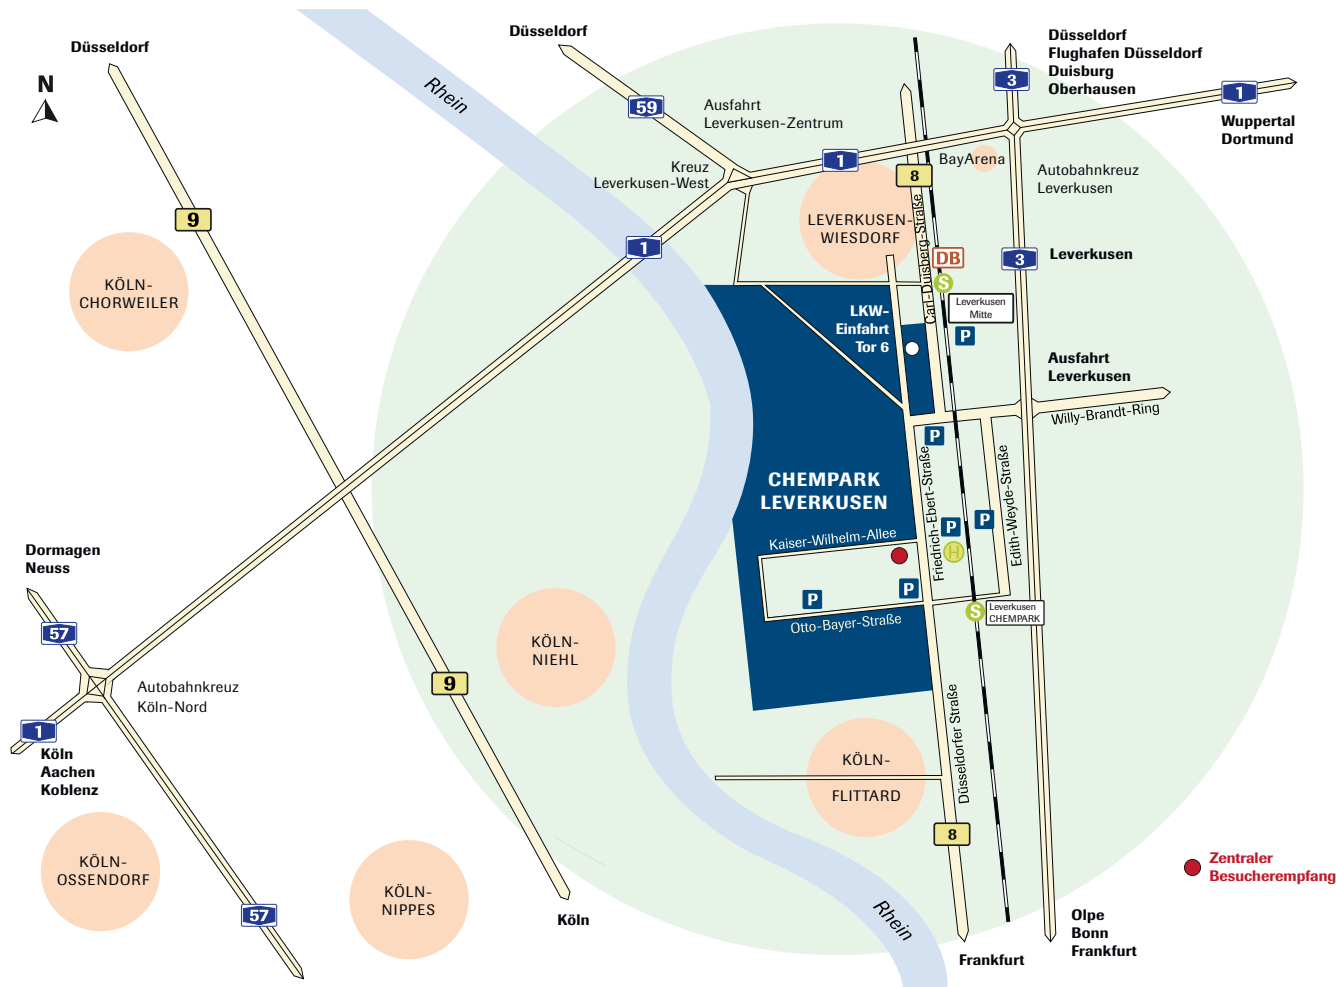 Düsseldorf
N
9
KÖLN-
CHORWEILER
Rhein
Düsseldorf
59
Ausfahrt
Leverkusen-Zentrum
Kreuz
Leverkusen-West
1
1
Düsseldorf
Flughafen Düsseldorf
Duisburg
Oberhausen
3
1
Wuppertal
Dortmund
BayArena
8
Autobahnkreuz
Leverkusen
LEVERKUSEN-
WIESDORF
Carl-Duisberg-Straße
DB
S
Leverkusen
Mitte
P
3
Leverkusen
LKW-
Einfahrt
Tor 6
Ausfahrt
Leverkusen
Willy-Brandt-Ring
P
CHEMPARK
LEVERKUSEN
Friedrich-Ebert-Straße
Edith-Weyde-Straße
P
P
H
Kaiser-Wilhelm-Allee
P
P
Otto-Bayer-Straße
S
Leverkusen
CHEMPARK
Dormagen
Neuss
57
Autobahnkreuz
Köln-Nord
1
Köln
Aachen
Koblenz
9
KÖLN-
NIEHL
KÖLN-
OSSENDORF
KÖLN-
NIPPES
57
Köln
KÖLN-
FLITTARD
Düsseldorfer Straße
8
Rhein
Frankfurt
Olpe
Bonn
Frankfurt
Zentraler
Besucherempfang